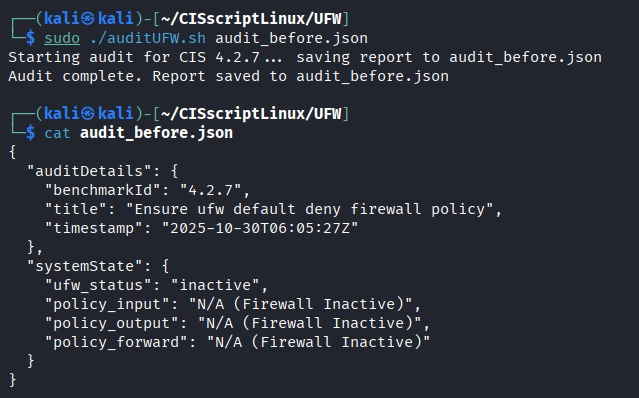 ┌──(kali㉿kali)-[~/CISscriptLinux/UFW]
└─$ sudo ./auditUFW.sh audit_before.json
Starting audit for CIS 4.2.7... saving report to audit_before.json
Audit complete. Report saved to audit_before.json
┌──(kali㉿kali)-[~/CISscriptLinux/UFW]
└─$ cat audit_before.json
{
  "auditDetails": {
    "benchmarkId": "4.2.7",
    "title": "Ensure ufw default deny firewall policy",
    "timestamp": "2025-10-30T06:05:27Z"
  },
  "systemState": {
    "ufw_status": "inactive",
    "policy_input": "N/A (Firewall Inactive)",
    "policy_output": "N/A (Firewall Inactive)",
    "policy_forward": "N/A (Firewall Inactive)"
  }
}